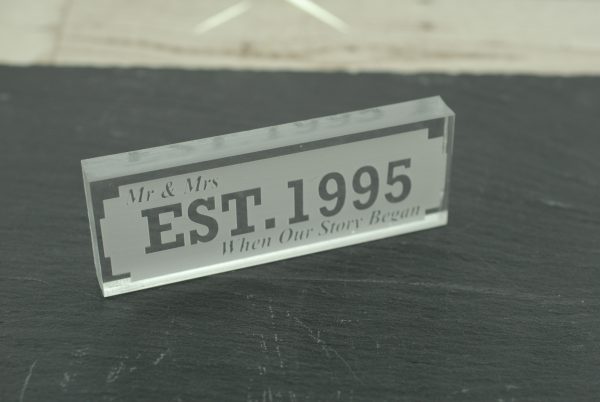 Mr & Mrs
EST.1995
When Our Story Began